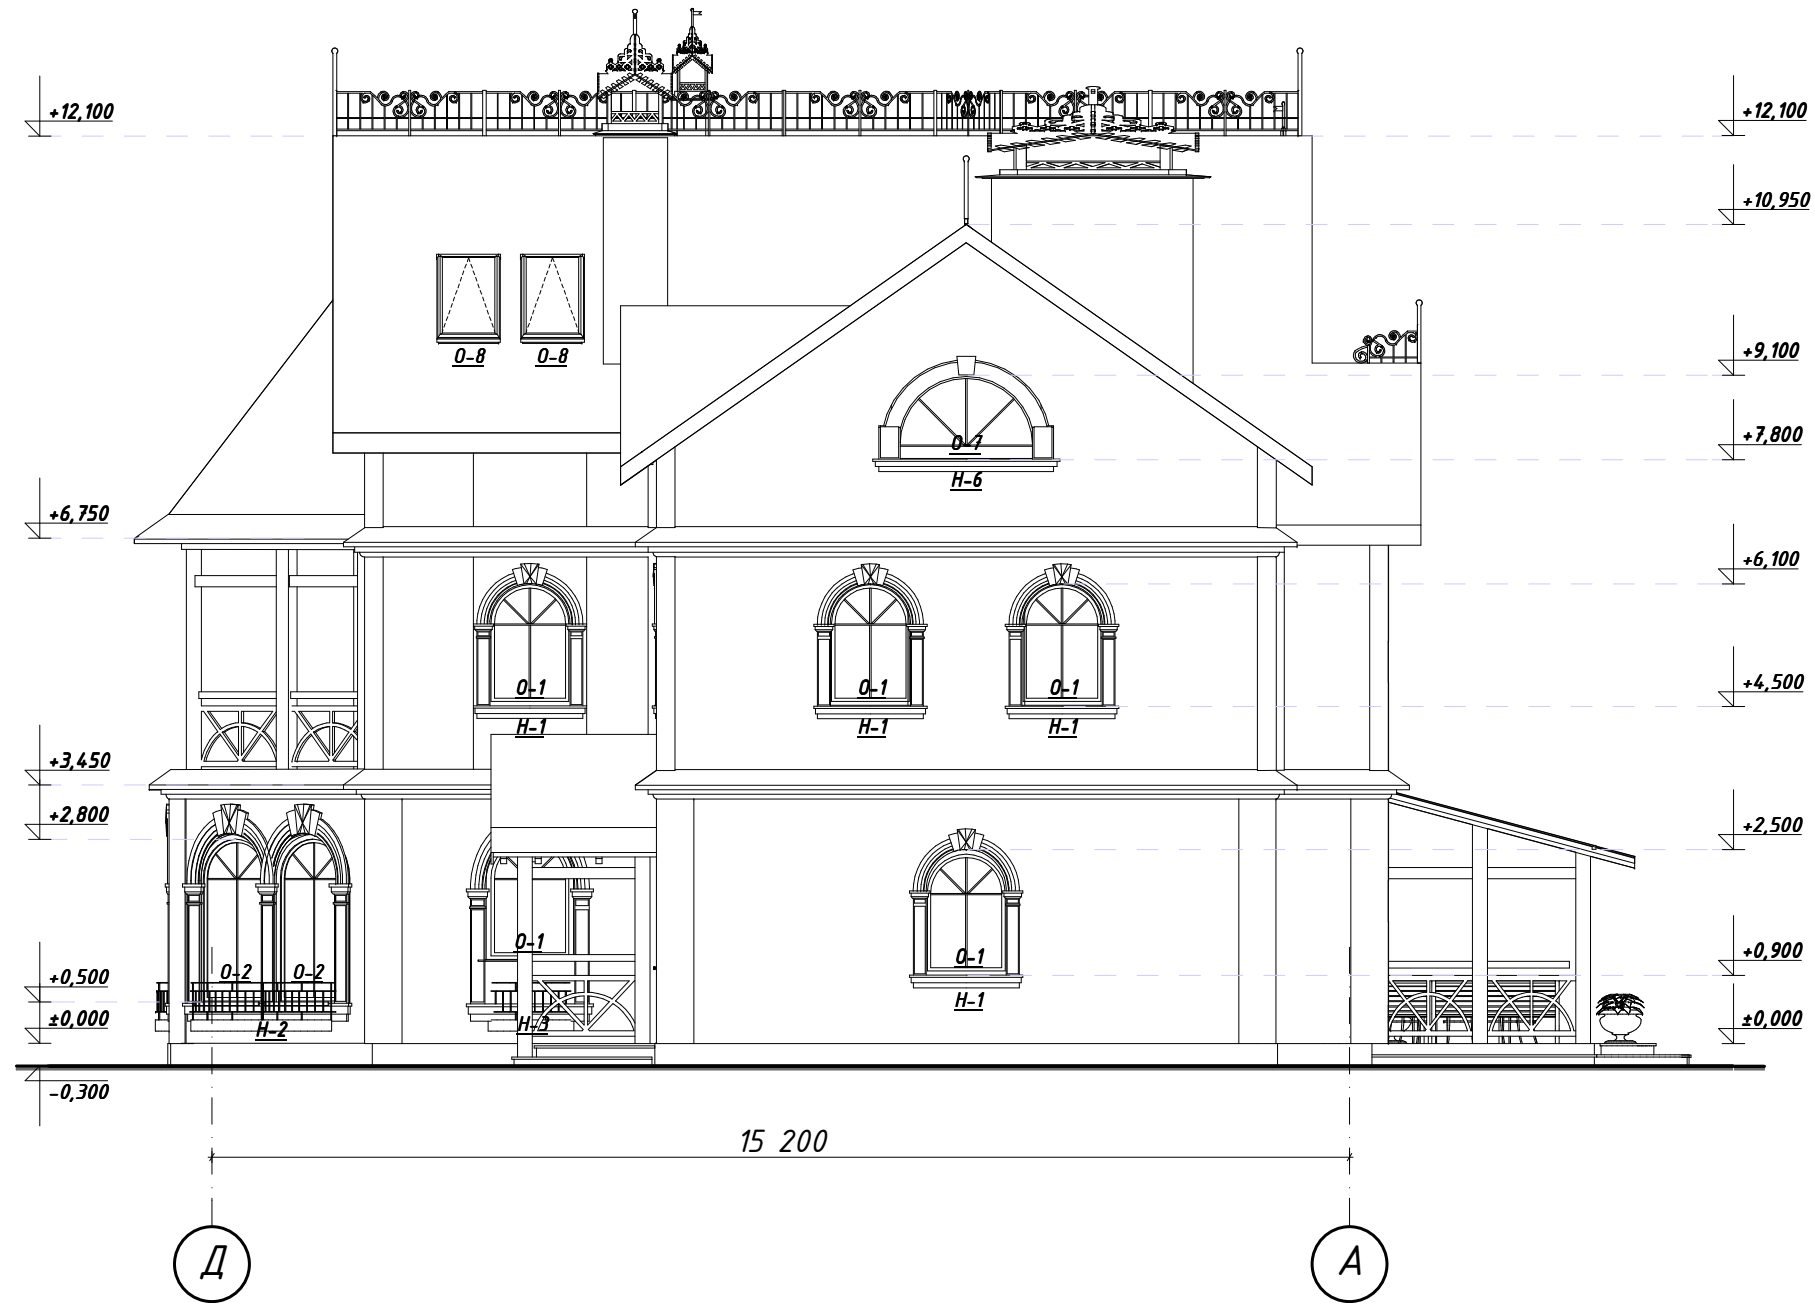 +12,100
+12,100
+10,950
О-8
О-8
+9,100
О-7
+7,800
Н-6
+6,750
+6,100
О-1
О-1
О-1
+4,500
Н-1
Н-1
Н-1
+3,450
+2,800
+2,500
О-1
О-1
+0,900
О-2
О-2
+0,500
Н-1
±0,000
±0,000
Н-2
Н-3
-0,300
15 200
Д
А